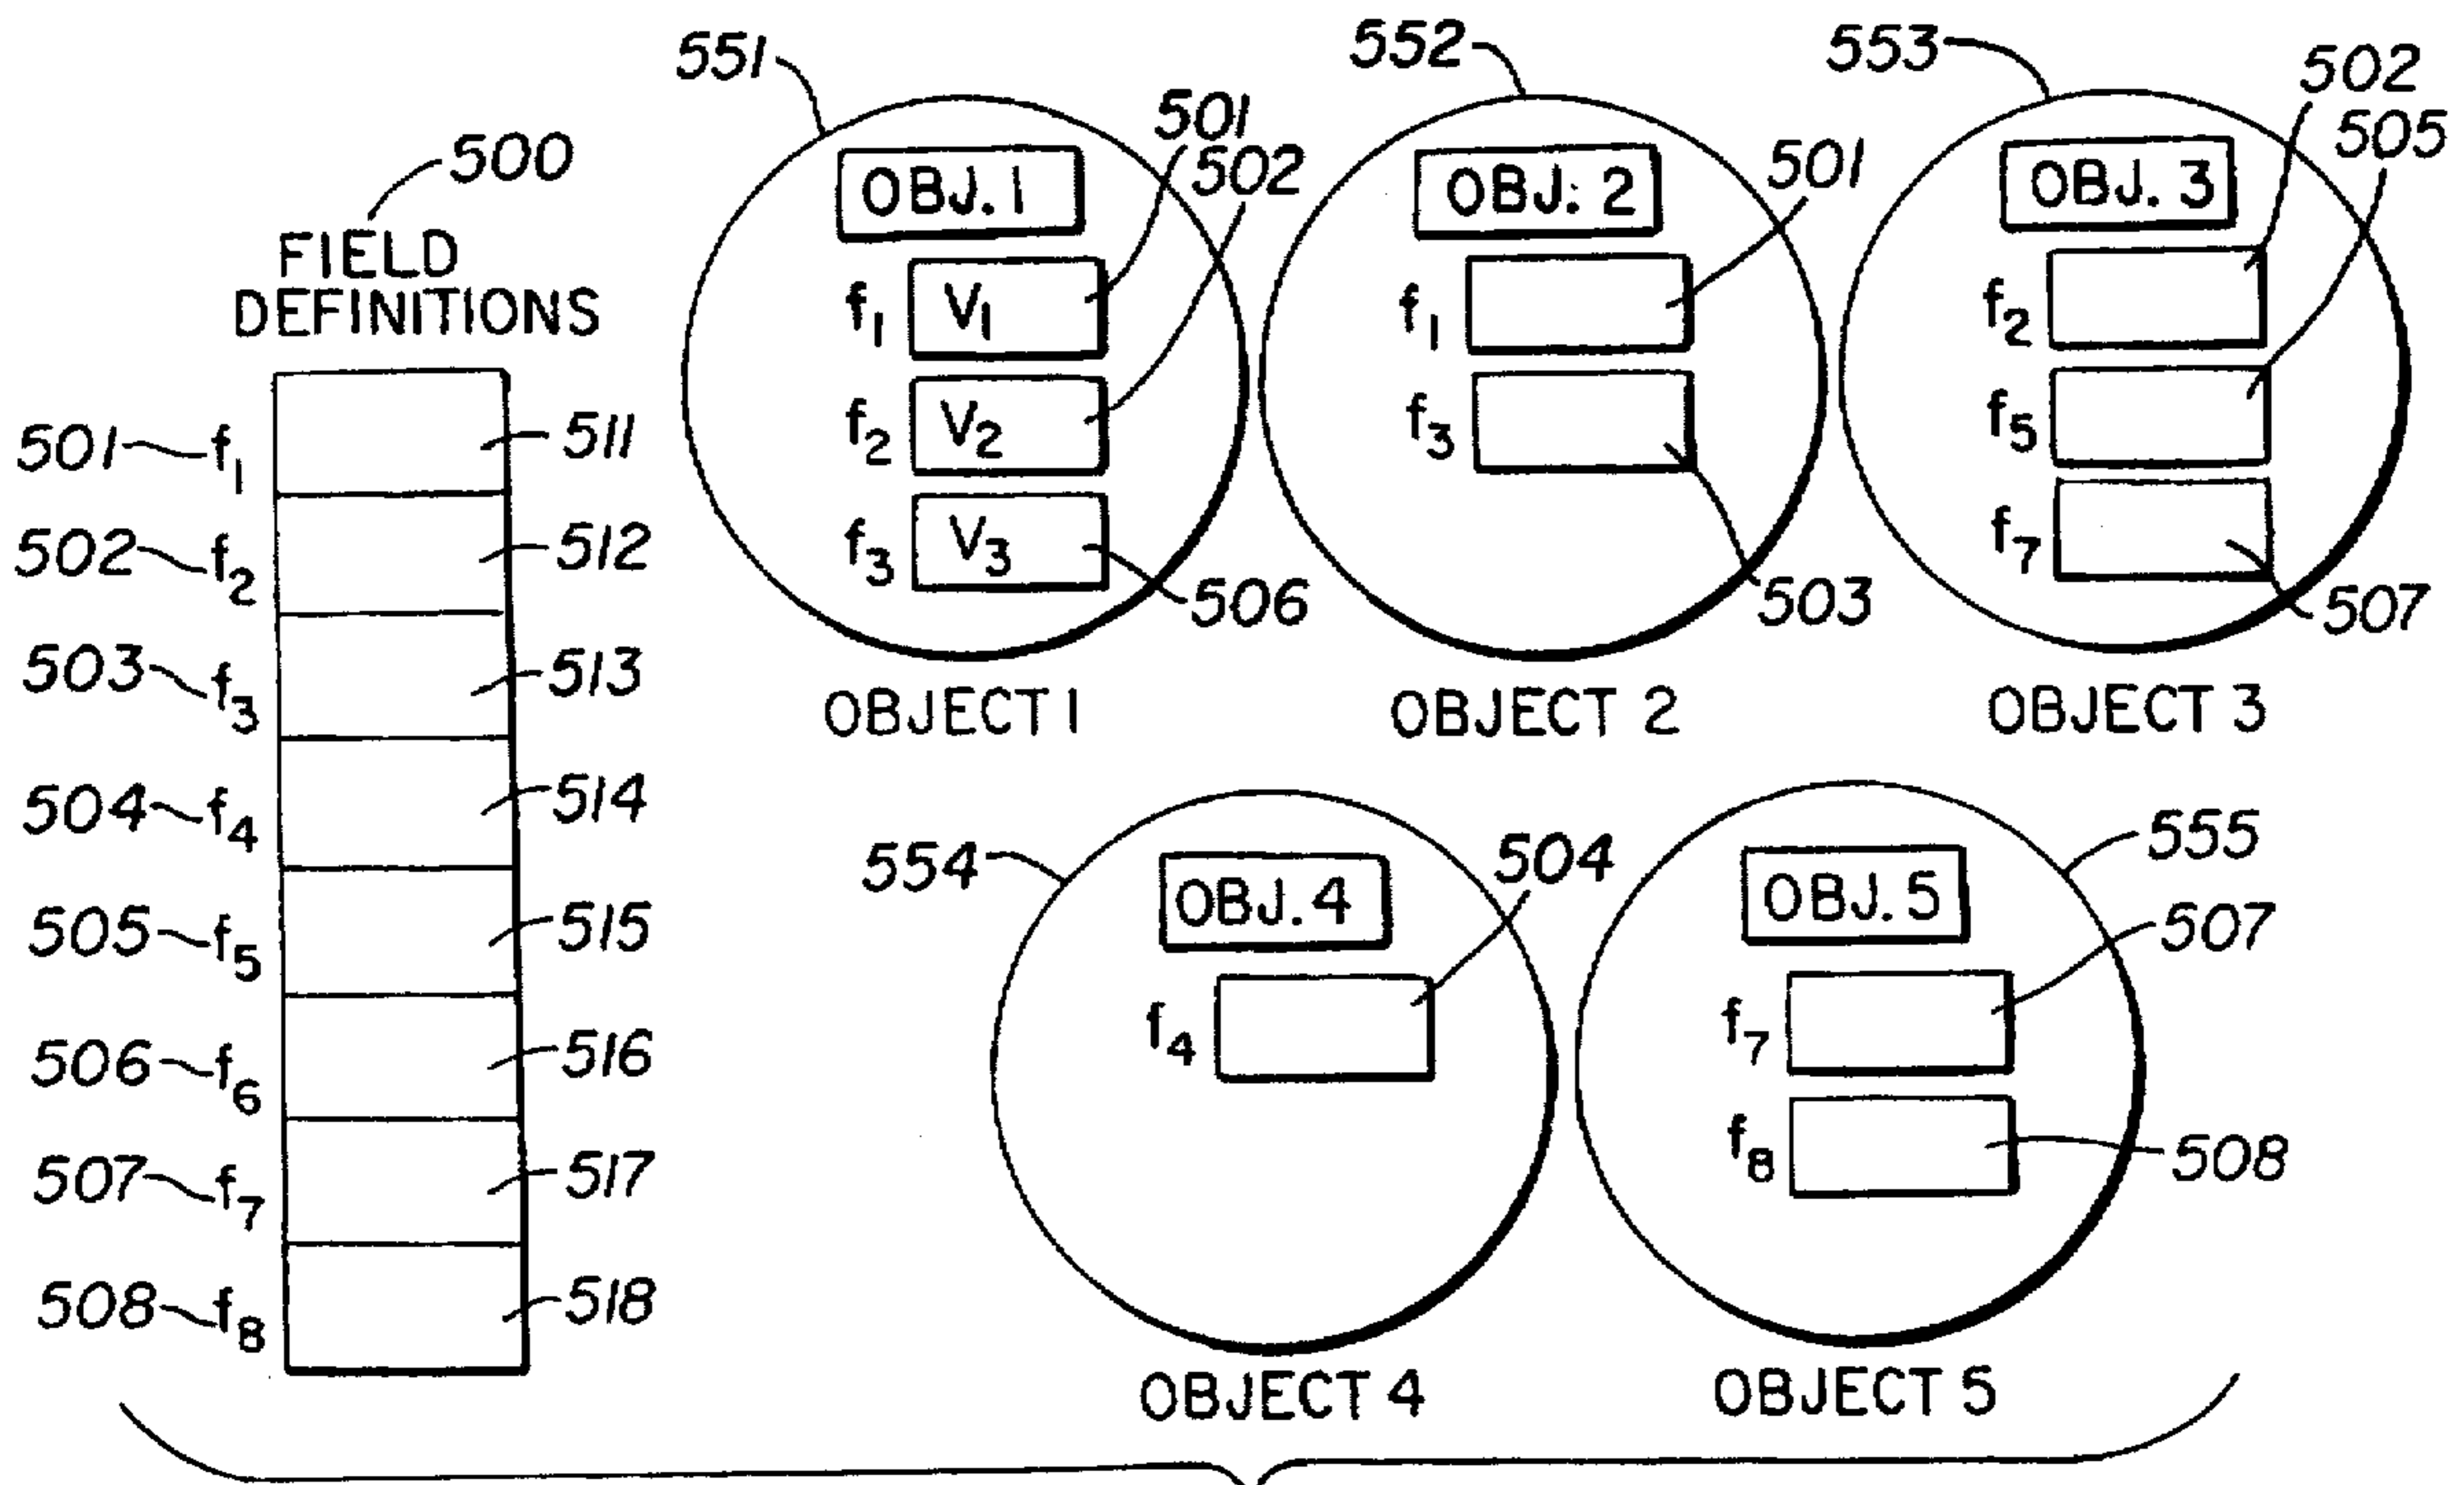 500
FIELD
DEFINITIONS
501 f1 511
502 f2 512
503 f3 513
504 f4 514
505 f5 515
506 f6 516
507 f7 517
508 f8 518
551
OBJ. 1
501
502
f1 V1
f2 V2
f3 V3
506
OBJECT 1
552
OBJ. 2
501
f1
f3
503
OBJECT 2
553
OBJ. 3
502
505
f2
f5
f7
507
OBJECT 3
554
OBJ. 4
504
f4
OBJECT 4
555
OBJ. 5
507
f7
f8
508
OBJECT 5